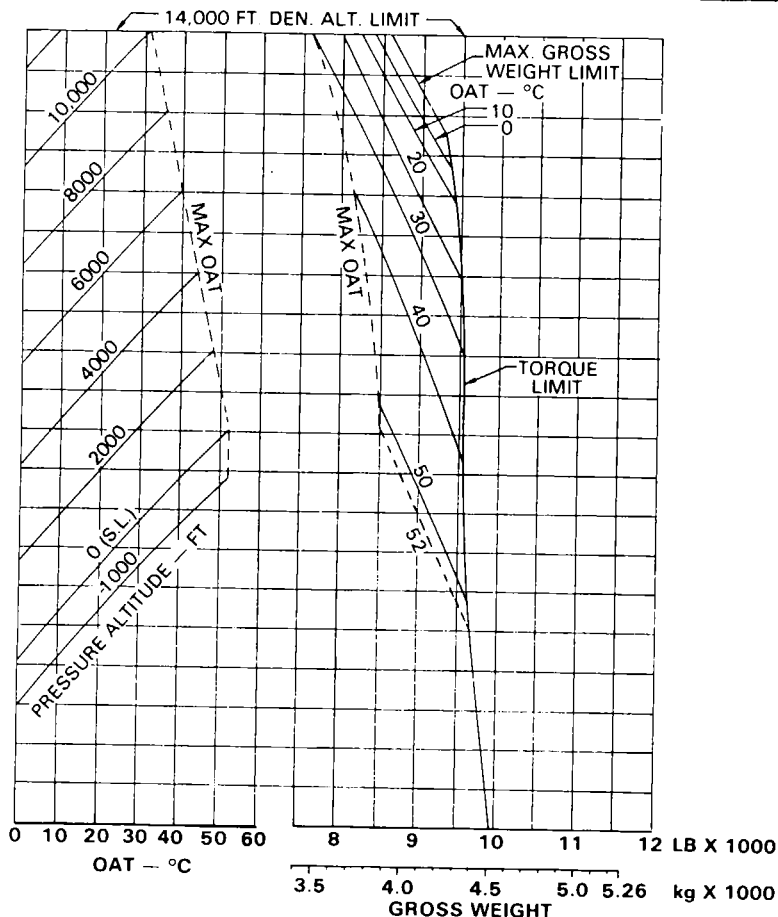 14,000 FT. DEN. ALT. LIMIT
MAX. GROSS
WEIGHT LIMIT
OAT — °C
10
0
20
30
40
50
52
10,000
8000
6000
4000
2000
0 (S.L.)
-1000
PRESSURE ALTITUDE — FT
MAX OAT
MAX OAT
TORQUE
LIMIT
0 10 20 30 40 50 60
OAT — °C
8 9 10 11 12 LB X 1000
3.5 4.0 4.5 5.0 5.26 kg X 1000
GROSS WEIGHT